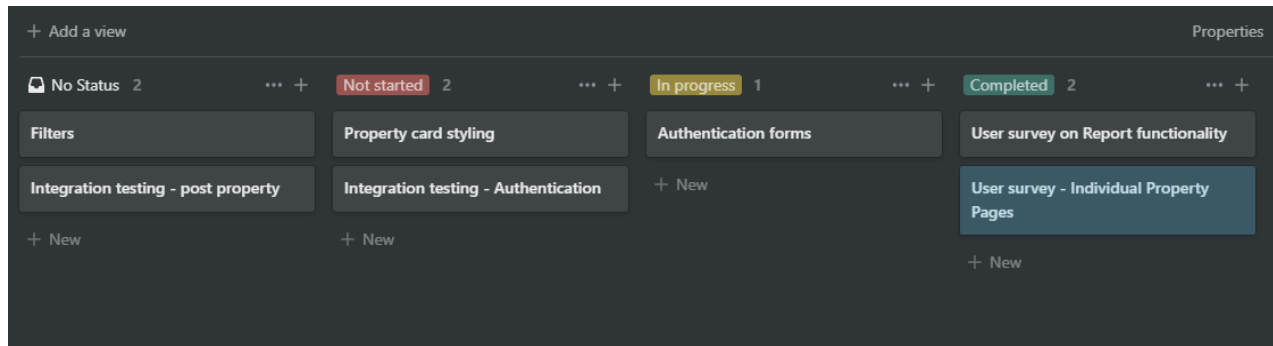 + Add a view
Properties
No Status 2 ... +
Not started 2 ... +
In progress 1 ... +
Completed 2 ... +
Filters
Property card styling
Authentication forms
User survey on Report functionality
Integration testing - post property
Integration testing - Authentication
+ New
User survey - Individual Property
Pages
+ New
+ New
+ New